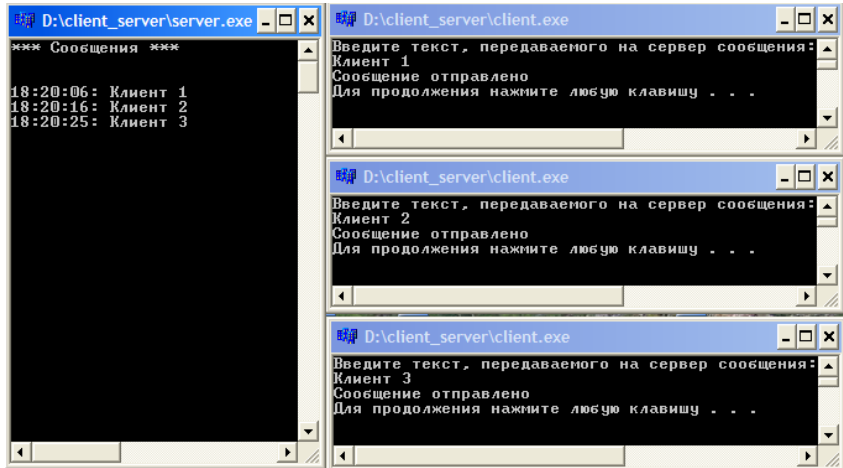 D:\client_server\server.exe
*** Сообщения ***
18:20:06: Клиент 1
18:20:16: Клиент 2
18:20:25: Клиент 3
D:\client_server\client.exe
Введите текст, передаваемого на сервер сообщения:
Клиент 1
Сообщение отправлено
Для продолжения нажмите любую клавишу . . .
D:\client_server\client.exe
Введите текст, передаваемого на сервер сообщения:
Клиент 2
Сообщение отправлено
Для продолжения нажмите любую клавишу . . .
D:\client_server\client.exe
Введите текст, передаваемого на сервер сообщения:
Клиент 3
Сообщение отправлено
Для продолжения нажмите любую клавишу . . .